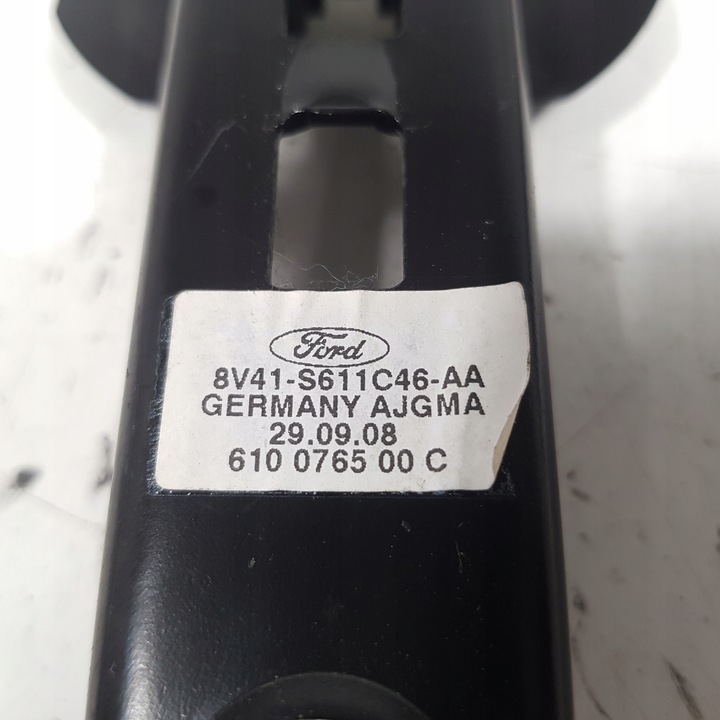 Ford
8V41-S611C46-AA
GERMANY AJGMA
29.09.08
610 0765 00 C